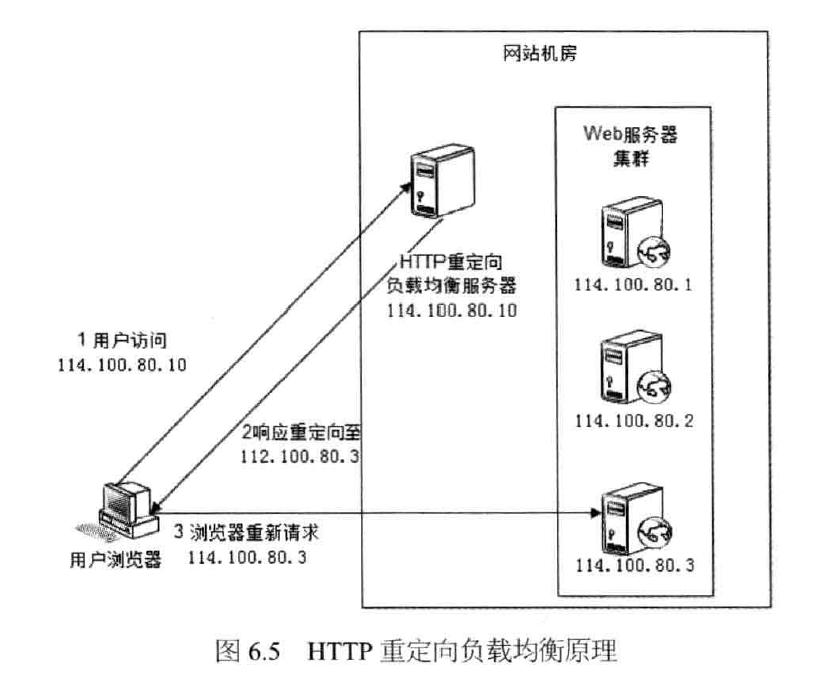 网站机房
Web服务器
集群
HTTP重定向
负载均衡服务器
114.100.80.10
114.100.80.1
1 用户访问
114.100.80.10
114.100.80.2
2响应重定向至
112.100.80.3
3 浏览器重新请求
114.100.80.3
用户浏览器
114.100.80.3
图 6.5 HTTP 重定向负载均衡原理